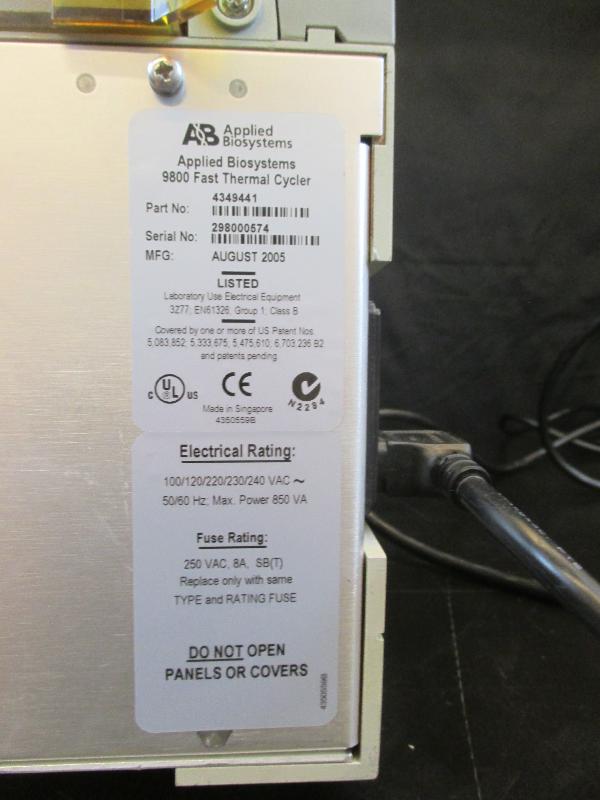 AB Applied
Biosystems
Applied Biosystems
9800 Fast Thermal Cycler
4349441
Part No:
298000574
Serial No:
MFG: AUGUST 2005
LISTED
Laboratory Use Electrical Equipment
3277; EN61326; Group 1; Class B
Covered by one or more of US Patent Nos.
5,083,852; 5,333,675; 5,475,610; 6,703,236 B2
and patents pending
C UL US CE N2284
Made in Singapore
4350559B
Electrical Rating:
100/120/220/230/240 VAC ~
50/60 Hz; Max. Power 850 VA
Fuse Rating:
250 VAC, 8A, SB(T)
Replace only with same
TYPE and RATING FUSE
DO NOT OPEN
PANELS OR COVERS
4350559B